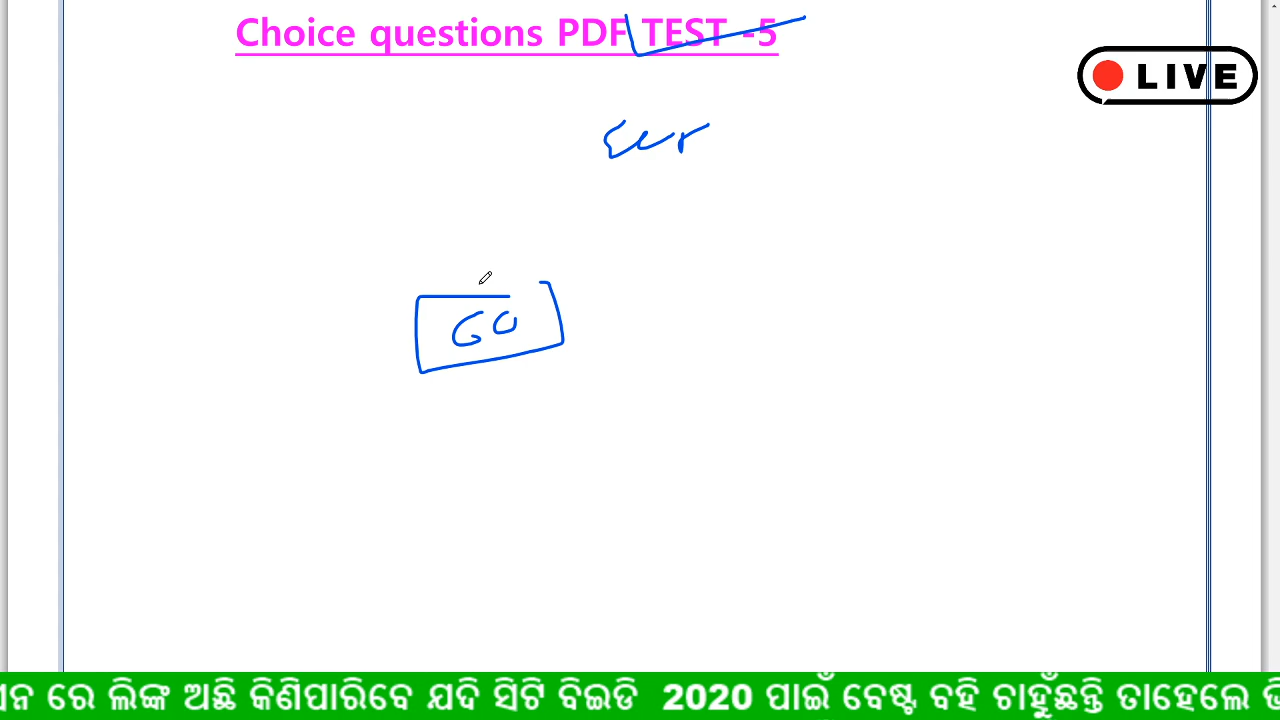 Choice questions PDF TEST -5
LIVE
60
ରେ ଲିଙ୍କ ଅଛି କିଣିପାରିବେ ଯଦି ସିଟି ବିଇଡି 2020 ପାଇଁ ବେଷ୍ଟ ବହି ଚାହୁଁଛନ୍ତି ତାହେଲେ